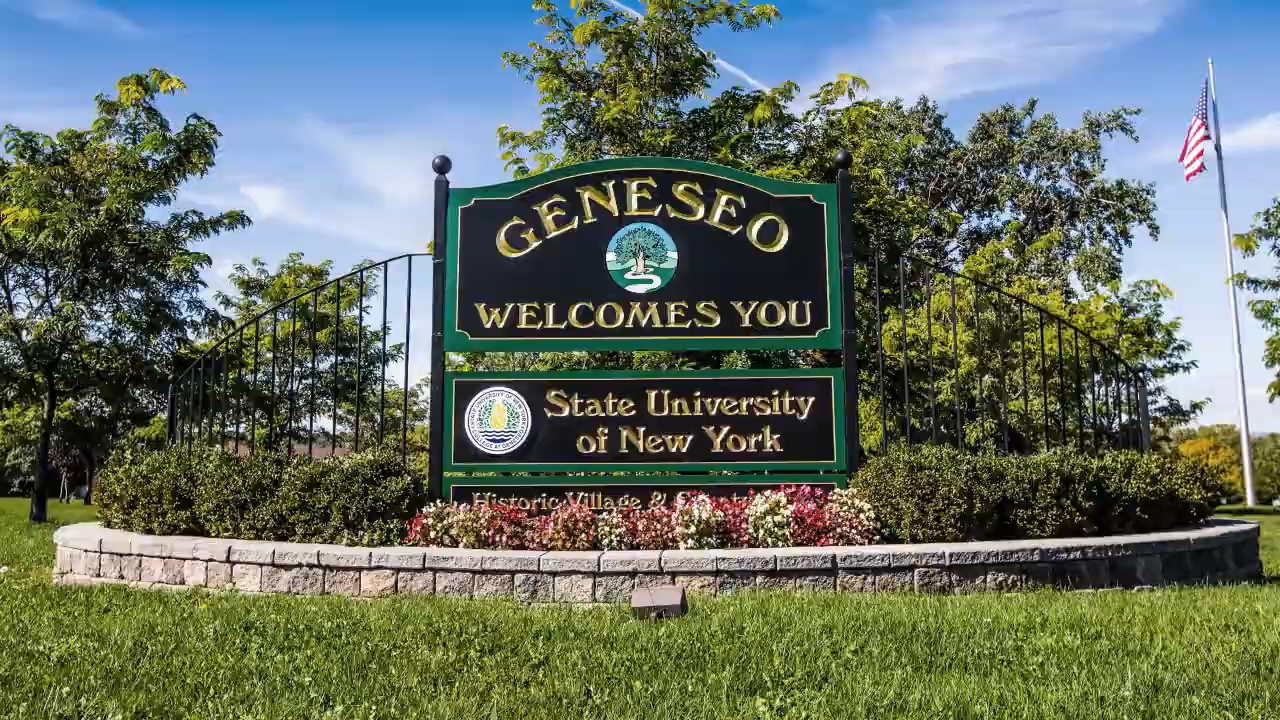 GENESEO
WELCOMES YOU
State University
of New York
Historic Village &